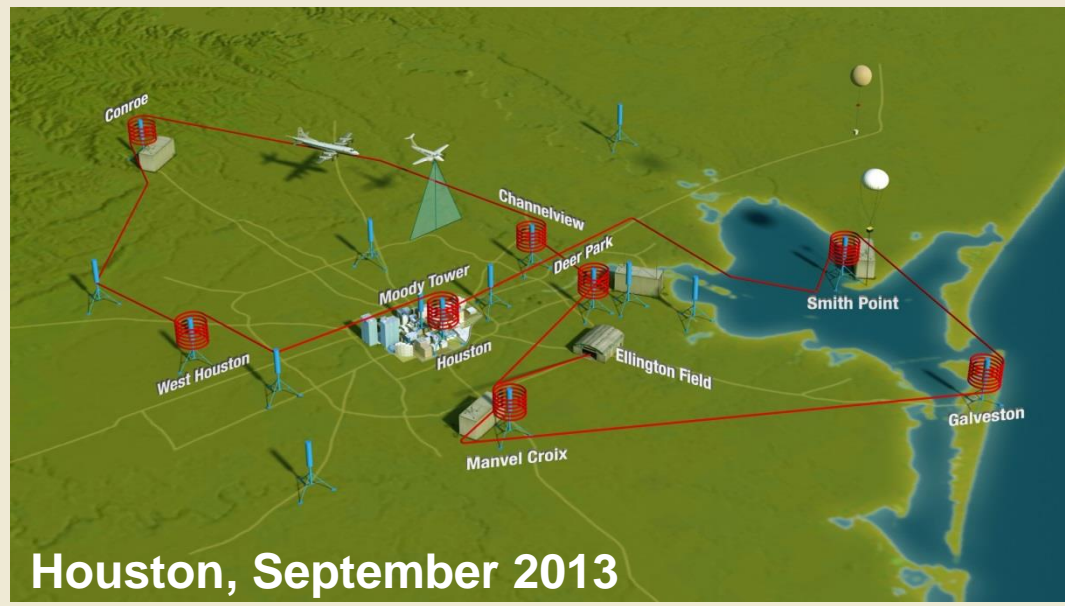 Conroe
Channelview
Deer Park
Moody Tower
Smith Point
Houston
West Houston
Ellington Field
Galveston
Manvel Croix
Houston, September 2013